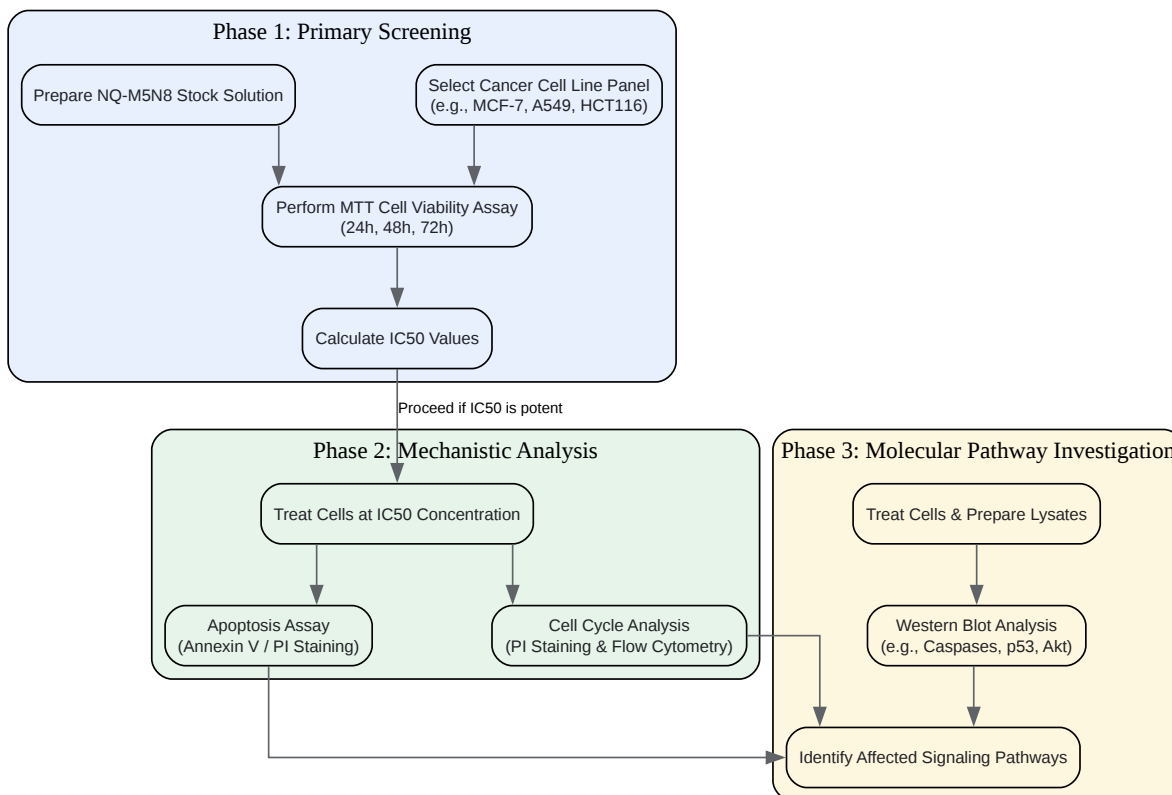 Phase 1: Primary Screening
Prepare NQ-M5N8 Stock Solution
Select Cancer Cell Line Panel
(e.g., MCF-7, A549, HCT116)
Perform MTT Cell Viability Assay
(24h, 48h, 72h)
Calculate IC50 Values
Proceed if IC50 is potent
Phase 2: Mechanistic Analysis
Treat Cells at IC50 Concentration
Apoptosis Assay
(Annexin V / PI Staining)
Cell Cycle Analysis
(PI Staining & Flow Cytometry)
Phase 3: Molecular Pathway Investigation
Treat Cells & Prepare Lysates
Western Blot Analysis
(e.g., Caspases, p53, Akt)
Identify Affected Signaling Pathways